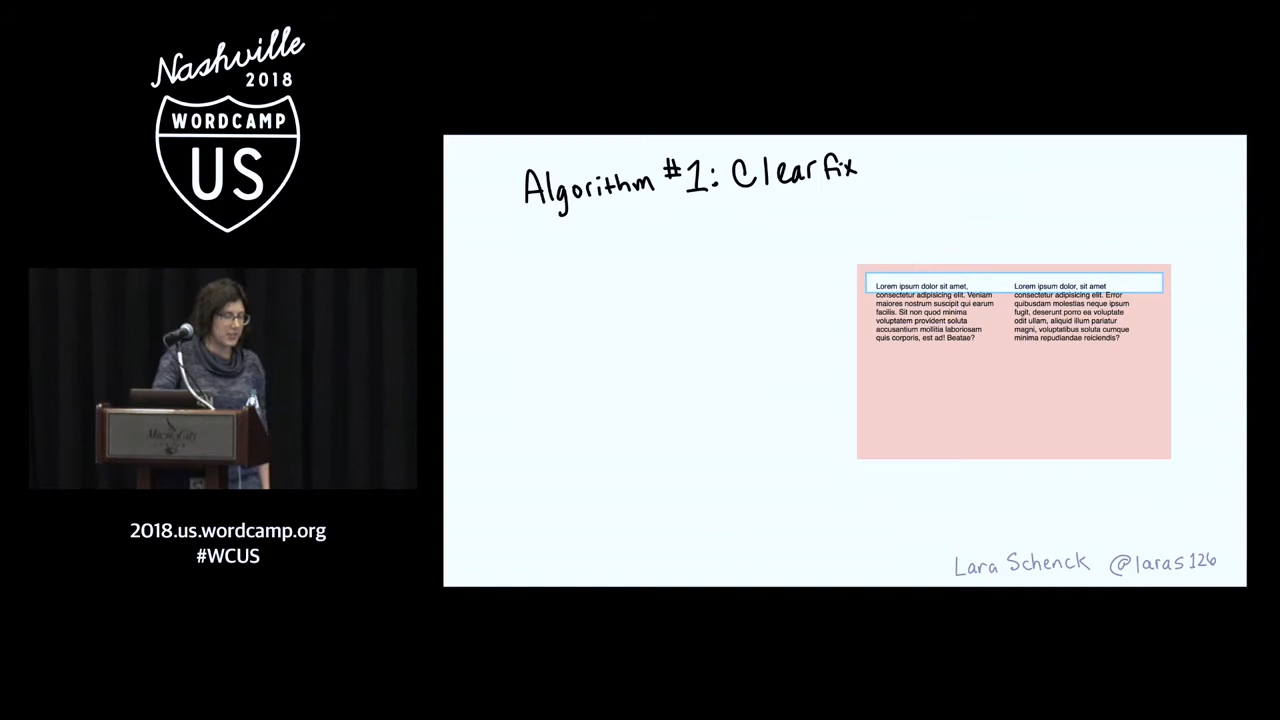 Nashville
2018
WORDCAMP
US
2018.us.wordcamp.org
#WCUS
Algorithm #1: Clearfix
Lorem ipsum dolor sit amet,
consectetur adipisicing elit. Veniam
maiores nostrum suscipit qui earum
facilis. Sit non quod minima
voluptatem provident soluta
accusantium mollitia laboriosam
quis corporis, est ad! Beatae?
Lorem ipsum dolor, sit amet
consectetur adipisicing elit. Error
quibusdam molestias neque ipsum
fugit, deserunt porro ea voluptate
odit ullam, aliquid illum pariatur
magni, voluptatibus soluta cumque
minima repudiandae reiciendis?
Lara Schenck @laras126